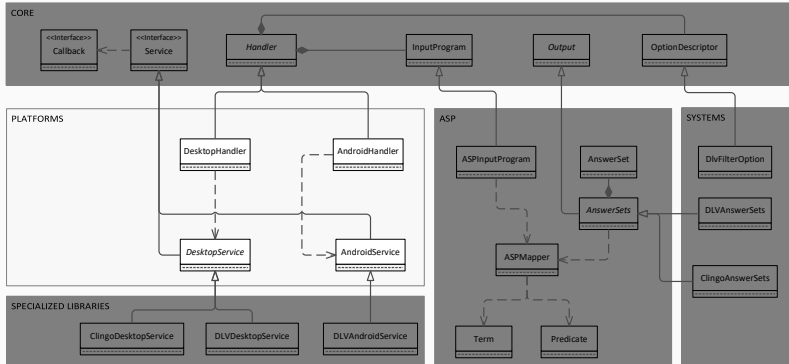 CORE
<<Interface>>
Callback
<<Interface>>
Service
Handler
InputProgram
Output
OptionDescriptor
PLATFORMS
DesktopHandler
AndroidHandler
DesktopService
AndroidService
ASP
ASPInputProgram
AnswerSet
AnswerSets
ASPMapper
Term
Predicate
SYSTEMS
DlvFilterOption
DLVAnswerSets
ClingoAnswerSets
SPECIALIZED LIBRARIES
ClingoDesktopService
DLVDesktopService
DLVAndroidService